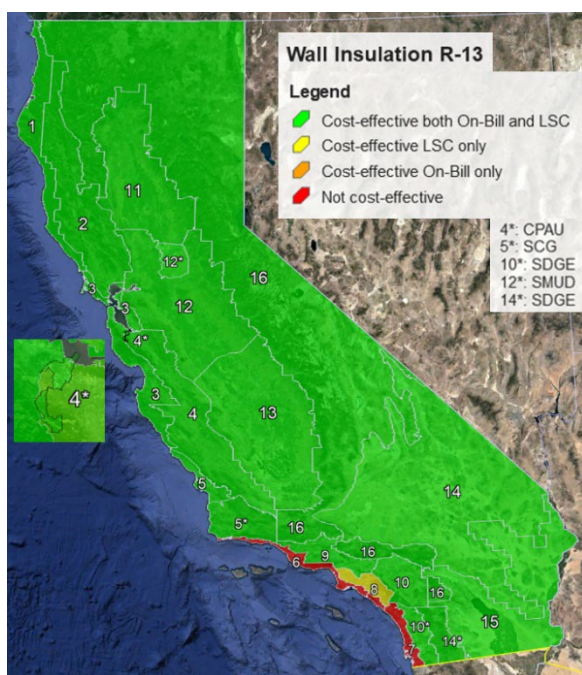 Wall Insulation R-13
Legend
Cost-effective both On-Bill and LSC
Cost-effective LSC only
Cost-effective On-Bill only
Not cost-effective
4*: CPAU
5*: SCG
10*: SDGE
12*: SMUD
14*: SDGE
1
11
2
12*
16
3
3
12
4*
4*
3
4
13
5
14
5*
16
6
9
16
8
10
16
15
10*
14*
7